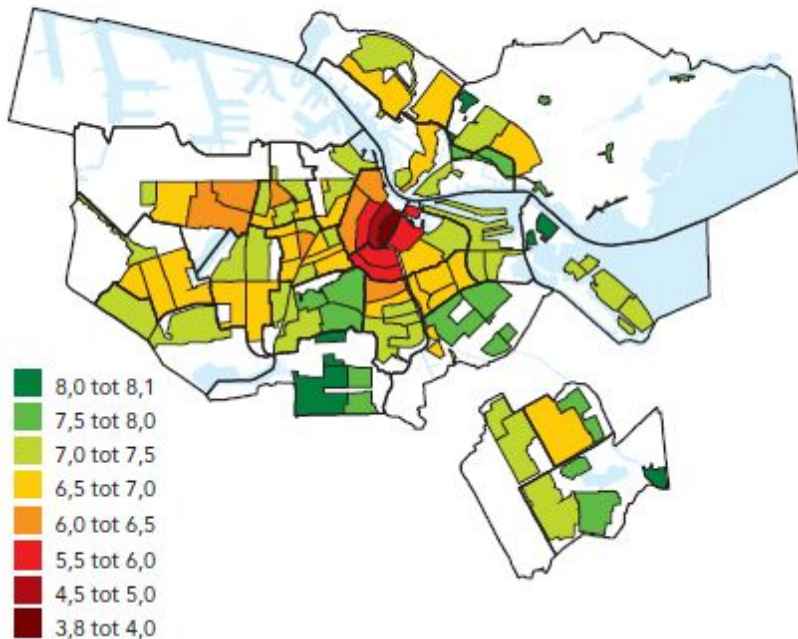 8,0 tot 8,1
7,5 tot 8,0
7,0 tot 7,5
6,5 tot 7,0
6,0 tot 6,5
5,5 tot 6,0
4,5 tot 5,0
3,8 tot 4,0